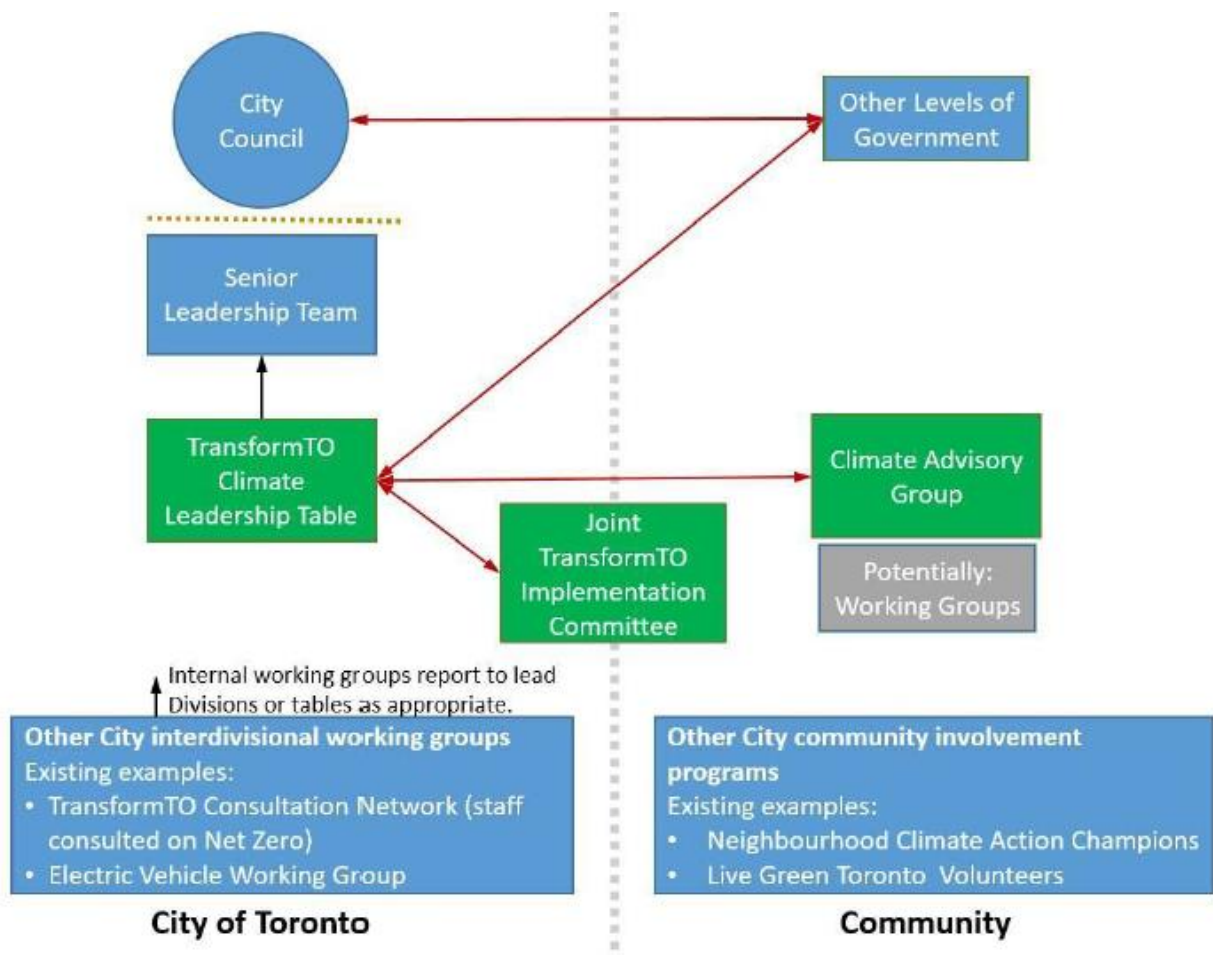 City
Council
Other Levels of
Government
Senior
Leadership Team
TransformTO
Climate
Leadership Table
Climate Advisory
Group
Joint
TransformTO
Implementation
Committee
Potentially:
Working Groups
Internal working groups report to lead
Divisions or tables as appropriate.
Other City interdivisional working groups
Existing examples:
• TransformTO Consultation Network (staff
consulted on Net Zero)
• Electric Vehicle Working Group
Other City community involvement
programs
Existing examples:
• Neighbourhood Climate Action Champions
• Live Green Toronto Volunteers
City of Toronto
Community